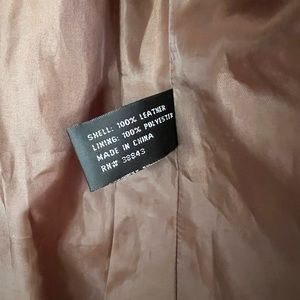 SHELL: 100% LEATHER
LINING: 100% POLYESTER
MADE IN CHINA
RN# 38843